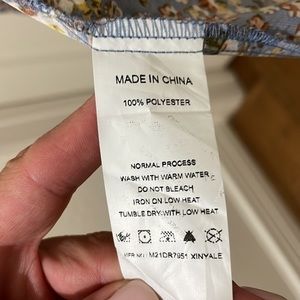 MADE IN CHINA
100% POLYESTER
NORMAL PROCESS
WASH WITH WARM WATER
DO NOT BLEACH
IRON ON LOW HEAT
TUMBLE DRY WITH LOW HEAT
M21DR7951 XINYALE